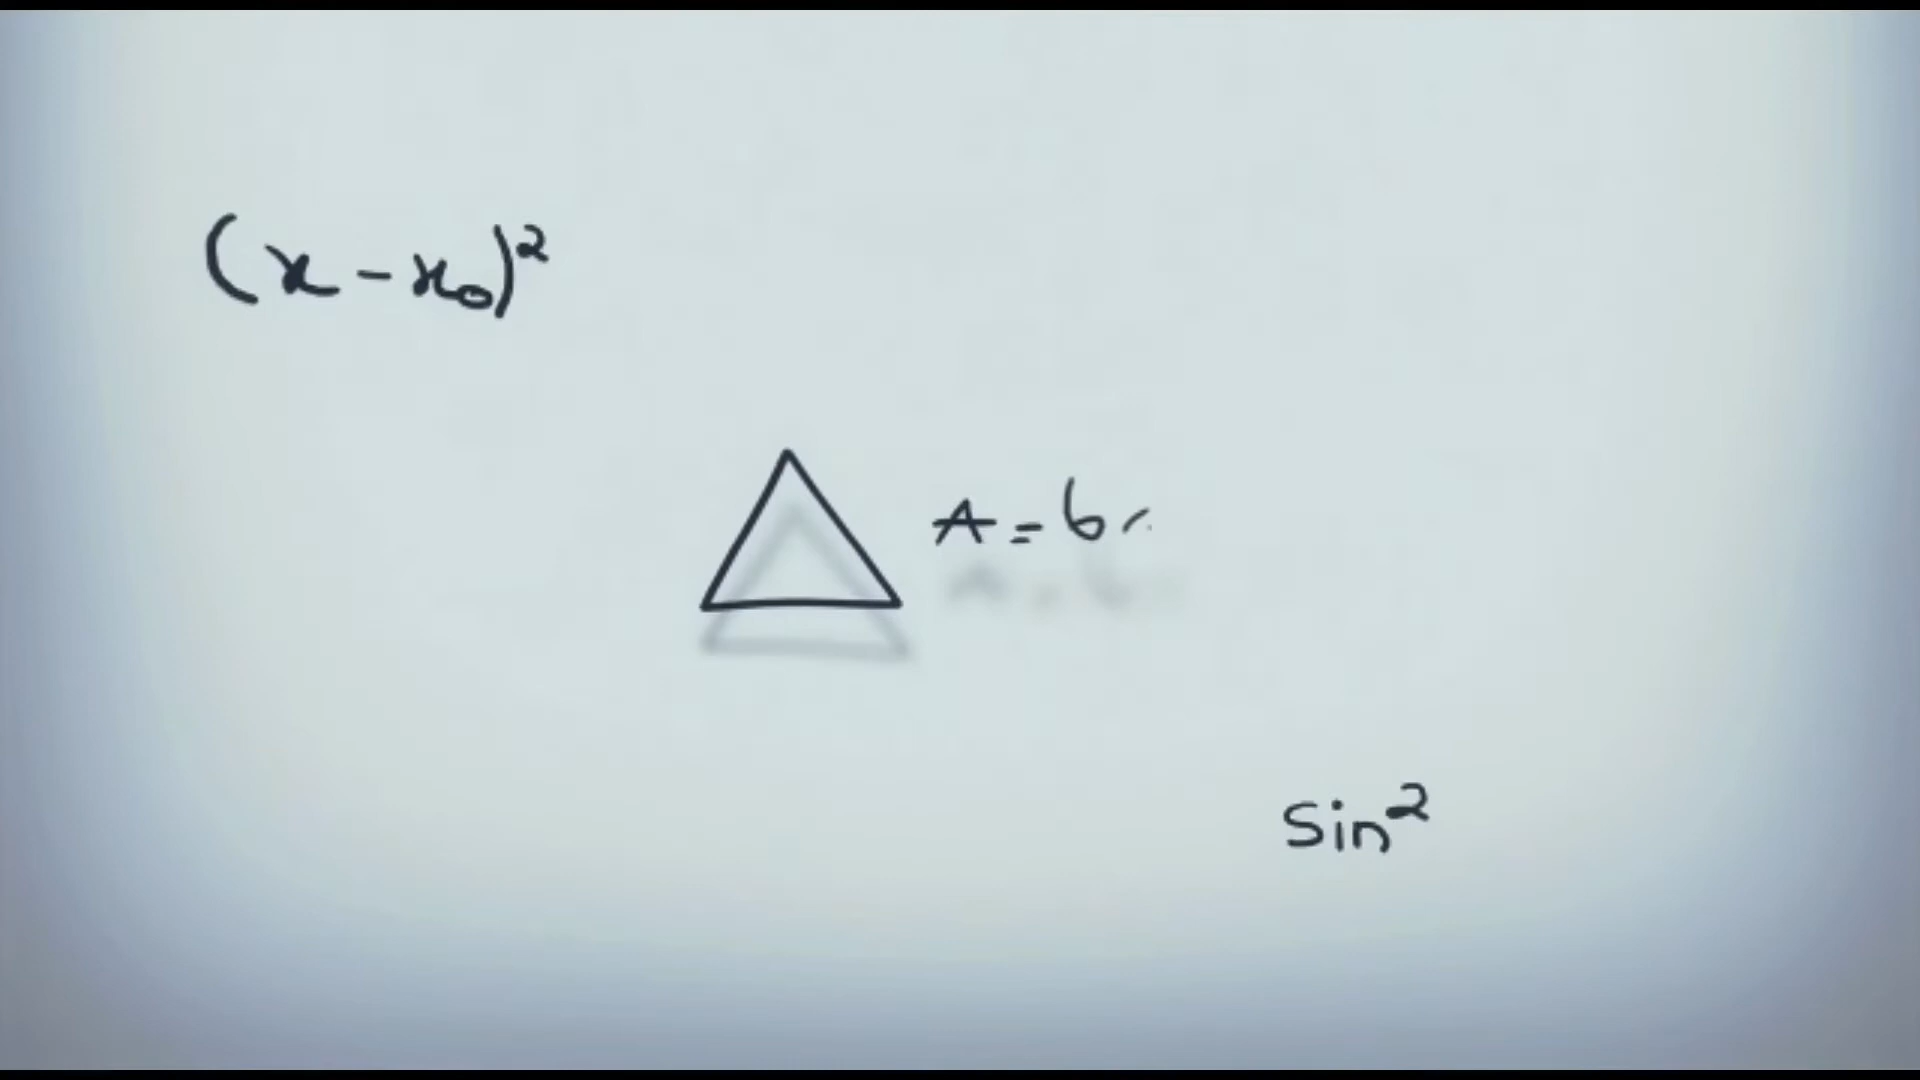 (x-x₀)²
A = b
sin²